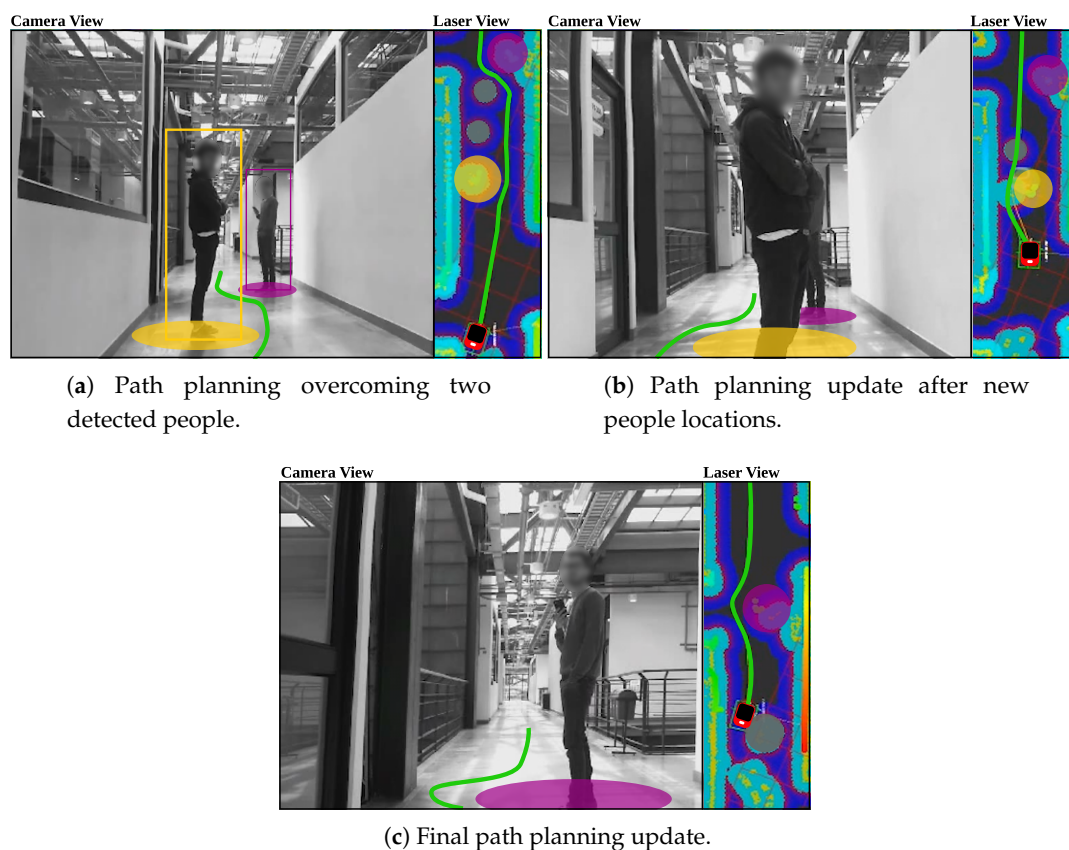 Camera View Laser View Camera View Laser View
(a) Path planning overcoming two
detected people.
(b) Path planning update after new
people locations.
Camera View Laser View
(c) Final path planning update.